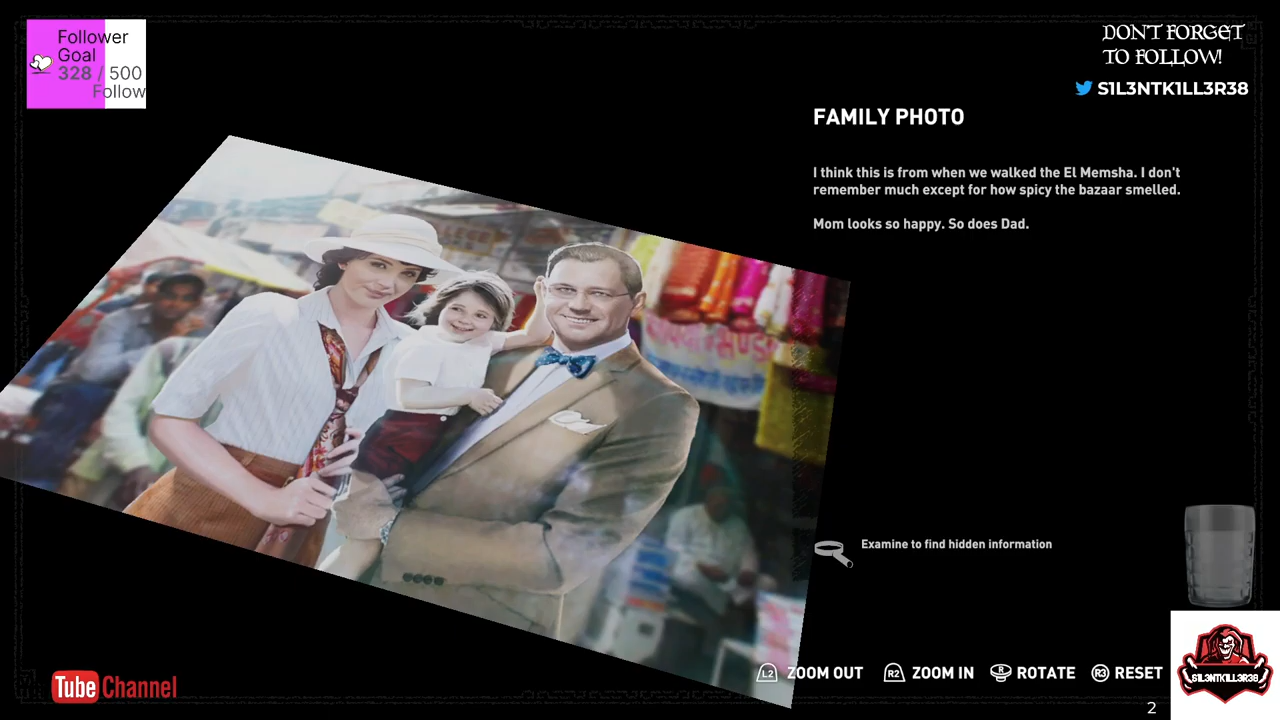 Follower
Goal
328 / 500
Follow
DON'T FORGET
TO FOLLOW!
S1L3NTK1LL3R38
FAMILY PHOTO
I think this is from when we walked the El Memsha. I don't
remember much except for how spicy the bazaar smelled.
Mom looks so happy. So does Dad.
Examine to find hidden information
L2 ZOOM OUT R2 ZOOM IN R ROTATE R3 RESET
Tube Channel
S1L3NTK1LL3R38
2